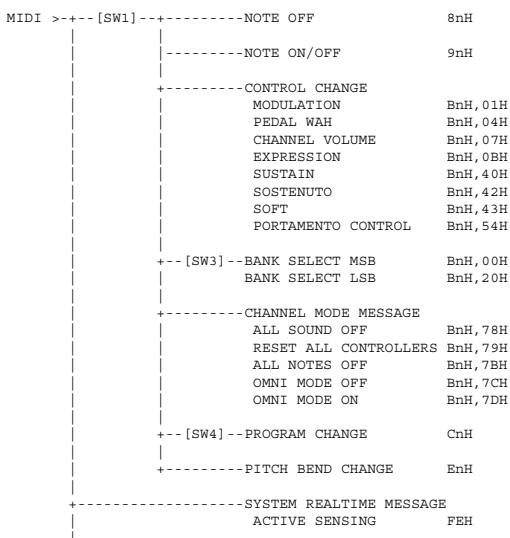 MIDI >-+--[SW1]--+---------NOTE OFF 8nH
|---------NOTE ON/OFF 9nH
+---------CONTROL CHANGE
MODULATION BnH,01H
PEDAL WAH BnH,04H
CHANNEL VOLUME BnH,07H
EXPRESSION BnH,0BH
SUSTAIN BnH,40H
SOSTENUTO BnH,42H
SOFT BnH,43H
PORTAMENTO CONTROL BnH,54H
+--[SW3]--BANK SELECT MSB BnH,00H
BANK SELECT LSB BnH,20H
+---------CHANNEL MODE MESSAGE
ALL SOUND OFF BnH,78H
RESET ALL CONTROLLERS BnH,79H
ALL NOTES OFF BnH,7BH
OMNI MODE OFF BnH,7CH
OMNI MODE ON BnH,7DH
+--[SW4]--PROGRAM CHANGE CnH
+---------PITCH BEND CHANGE EnH
+-------------------SYSTEM REALTIME MESSAGE
ACTIVE SENSING FEH